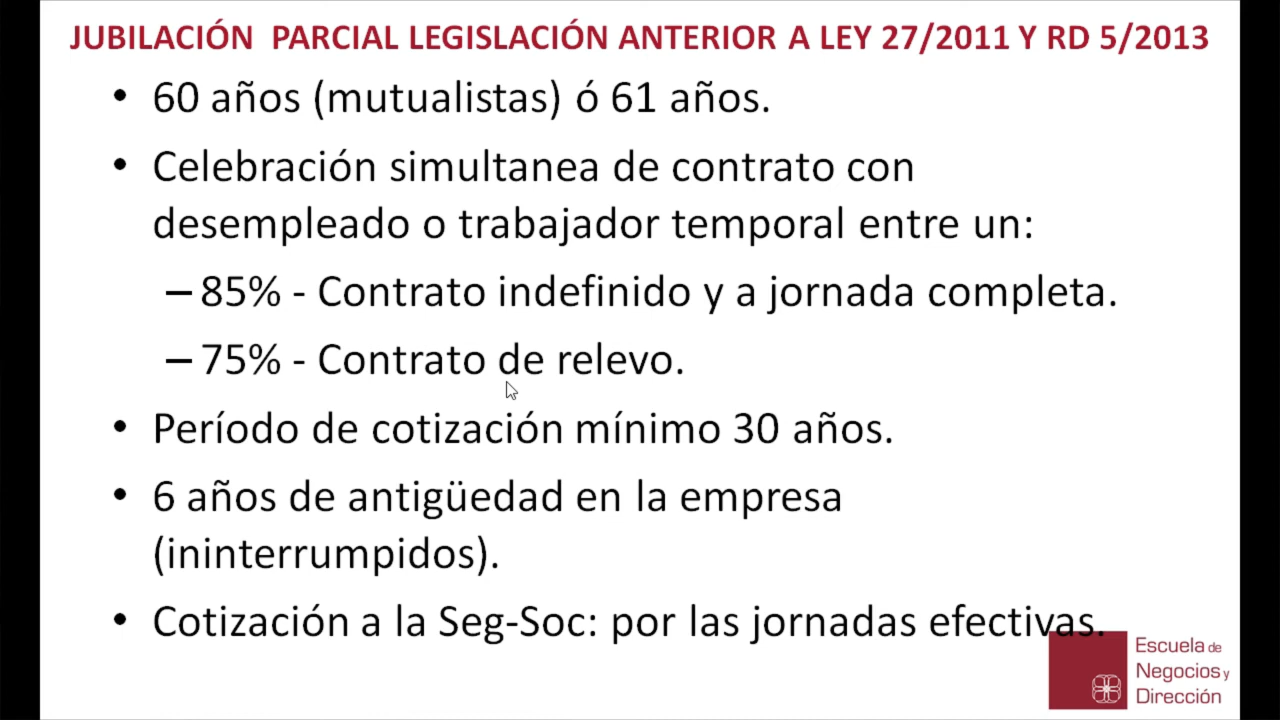 JUBILACIÓN PARCIAL LEGISLACIÓN ANTERIOR A LEY 27/2011 Y RD 5/2013
• 60 años (mutualistas) ó 61 años.
• Celebración simultanea de contrato con
desempleado o trabajador temporal entre un:
– 85% - Contrato indefinido y a jornada completa.
– 75% - Contrato de relevo.
• Período de cotización mínimo 30 años.
• 6 años de antigüedad en la empresa
(ininterrumpidos).
• Cotización a la Seg-Soc: por las jornadas efectivas.
Escuela de
Negocios y
Dirección